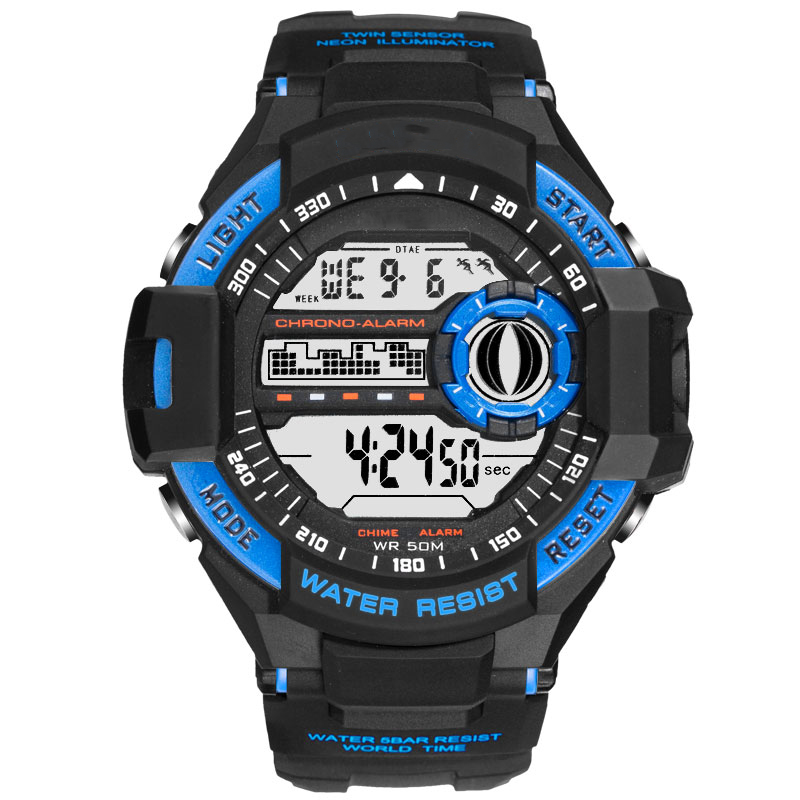 TWIN SENSOR
NEON ILLUMINATOR
LIGHT
START
330
30
300
60
DTAE
WE 9-6
WEEK
CHRONO-ALARM
4:24 50 sec
240
120
MODE
RESET
210
150
CHIME ALARM
WR 50M
180
WATER RESIST
WATER 5BAR RESIST
WORLD TIME